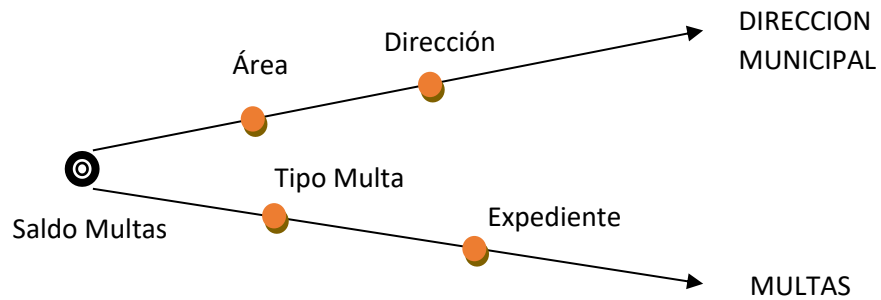 DIRECCION
MUNICIPAL
Dirección
Área
Tipo Multa
Saldo Multas
Expediente
MULTAS